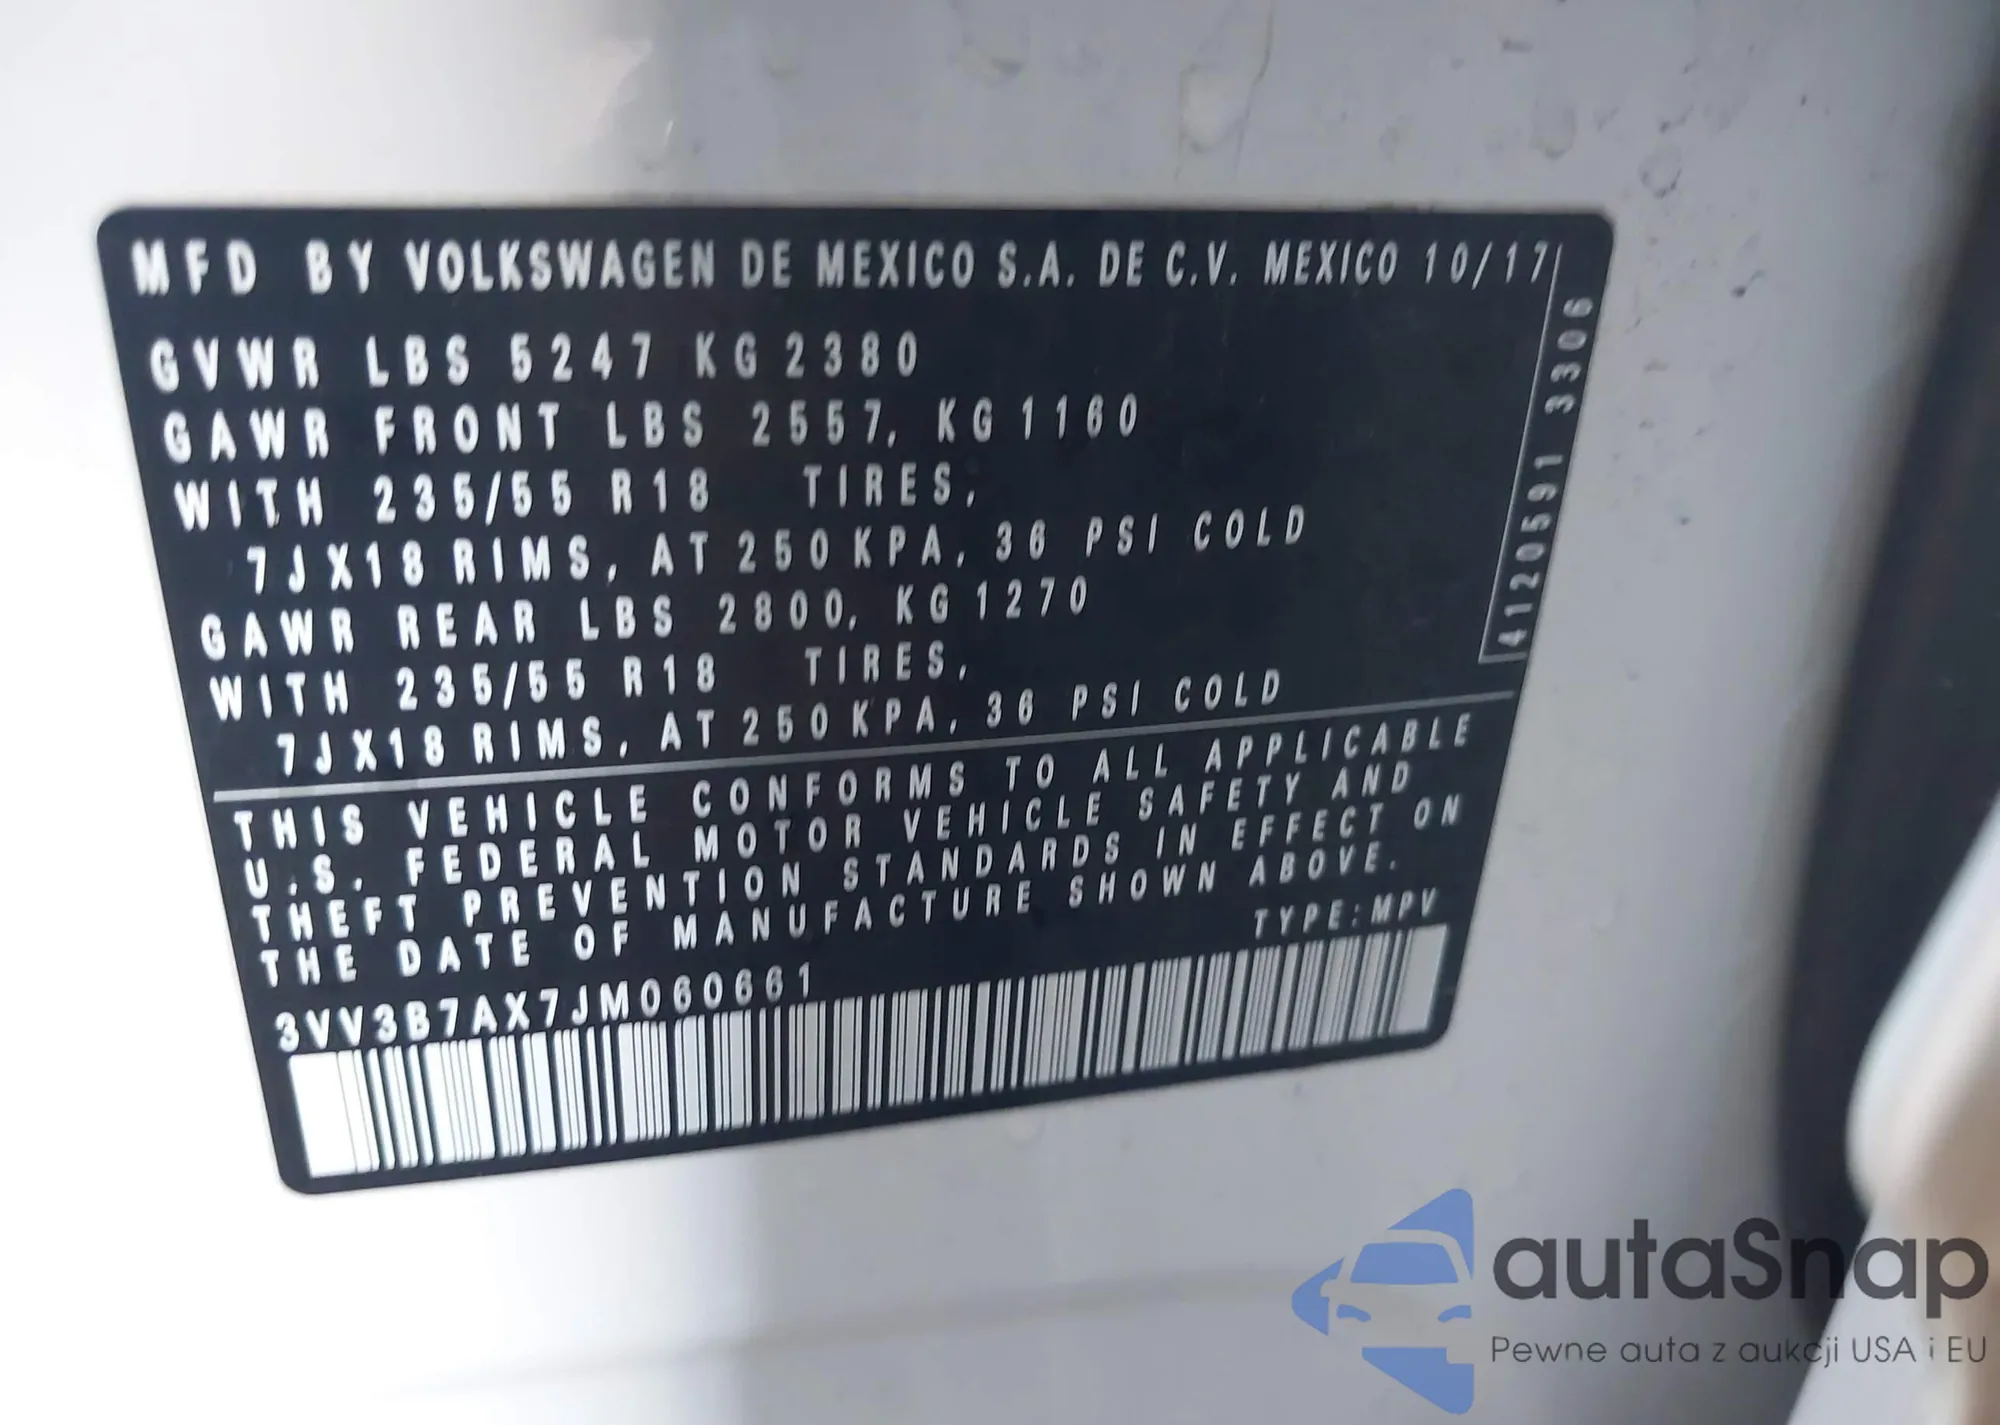 MFD BY VOLKSWAGEN DE MEXICO S.A. DE C.V. MEXICO 10/17
GVWR LBS 5247 KG 2380
GAWR FRONT LBS 2557, KG 1160
WITH 235/55 R18 TIRES,
7JX18 RIMS, AT 250 KPA, 36 PSI COLD
GAWR REAR LBS 2800, KG 1270
WITH 235/55 R18 TIRES,
7JX18 RIMS, AT 250 KPA, 36 PSI COLD
41120591 3306
THIS VEHICLE CONFORMS TO ALL APPLICABLE
U.S. FEDERAL MOTOR VEHICLE SAFETY AND
THEFT PREVENTION STANDARDS IN EFFECT ON
THE DATE OF MANUFACTURE SHOWN ABOVE.
TYPE: MPV
3VV3B7AX7JM060661
autaSnap
Pewne auta z aukcji USA i EU